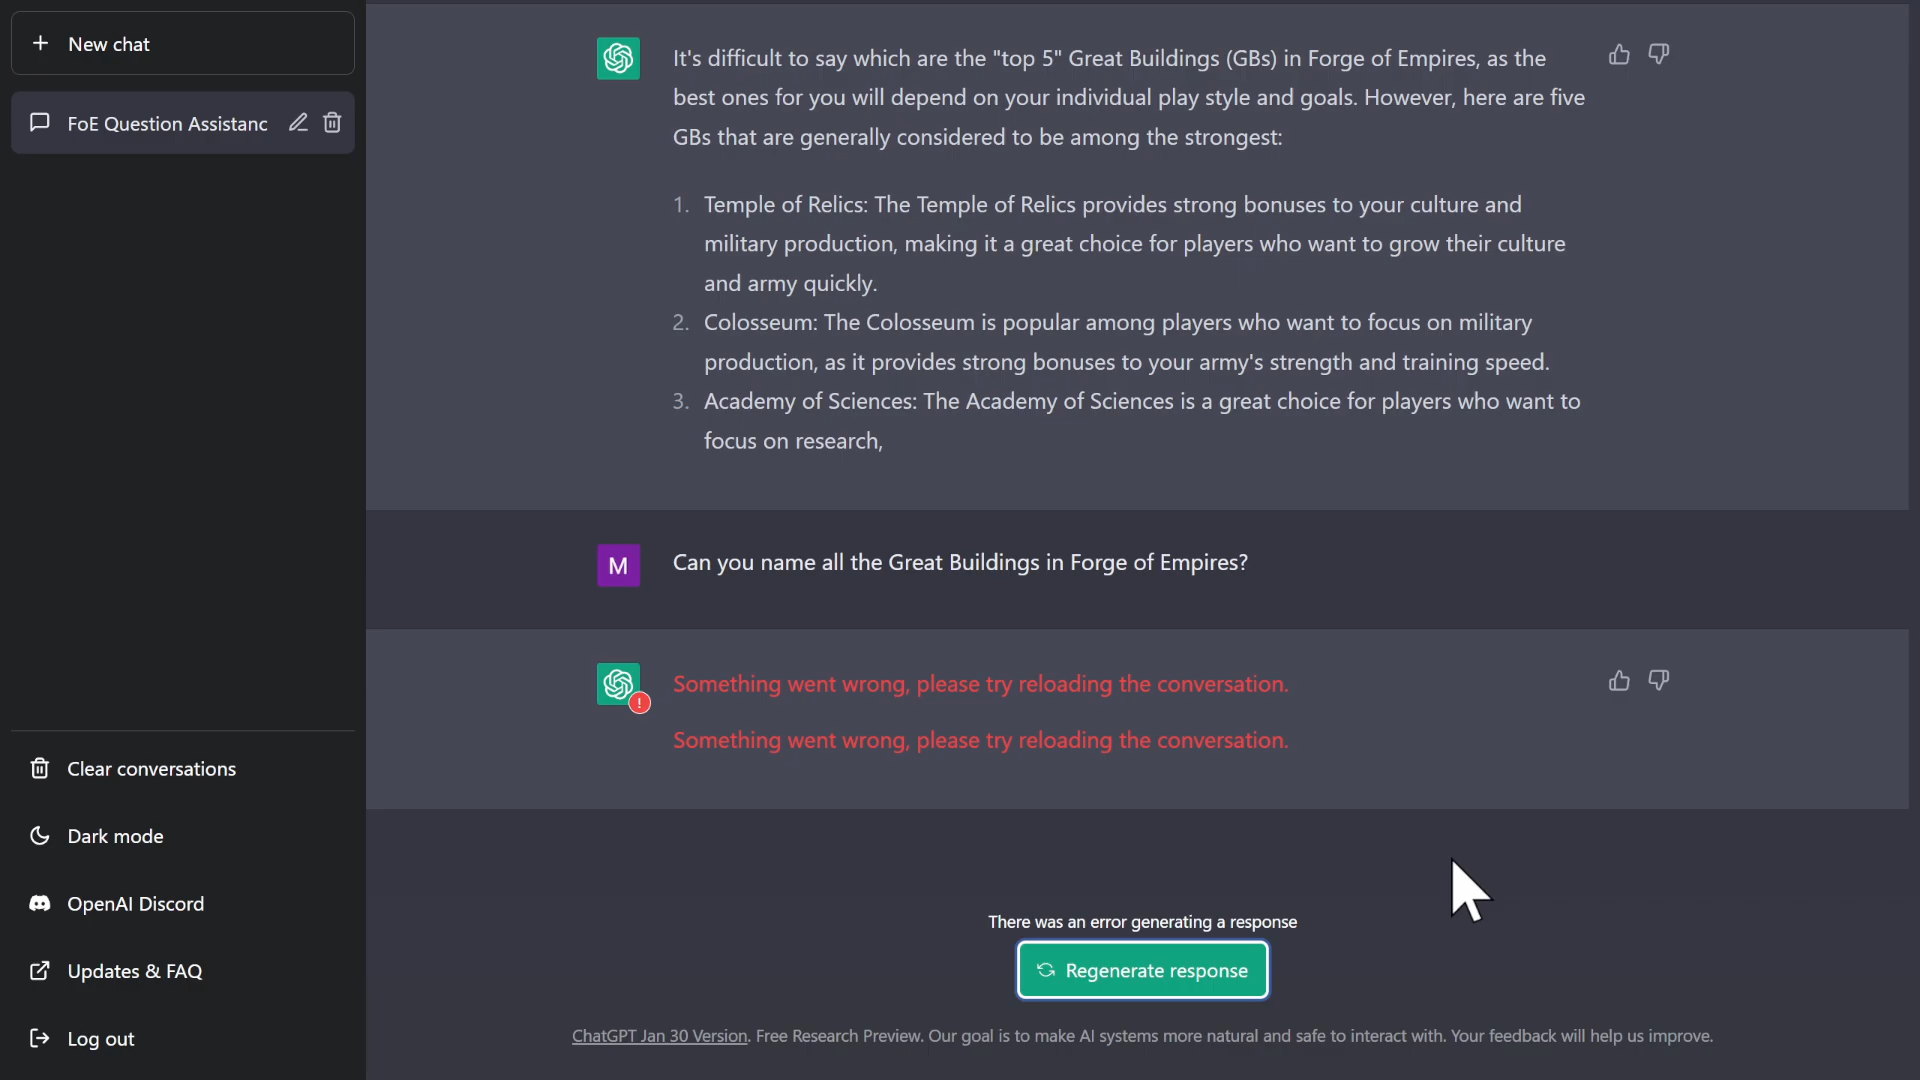 New chat
FoE Question Assistanc
Clear conversations
Dark mode
OpenAI Discord
Updates & FAQ
Log out
It's difficult to say which are the "top 5" Great Buildings (GBs) in Forge of Empires, as the
best ones for you will depend on your individual play style and goals. However, here are five
GBs that are generally considered to be among the strongest:
1. Temple of Relics: The Temple of Relics provides strong bonuses to your culture and
military production, making it a great choice for players who want to grow their culture
and army quickly.
2. Colosseum: The Colosseum is popular among players who want to focus on military
production, as it provides strong bonuses to your army's strength and training speed.
3. Academy of Sciences: The Academy of Sciences is a great choice for players who want to
focus on research,
M
Can you name all the Great Buildings in Forge of Empires?
!
Something went wrong, please try reloading the conversation.
Something went wrong, please try reloading the conversation.
There was an error generating a response
Regenerate response
ChatGPT Jan 30 Version. Free Research Preview. Our goal is to make AI systems more natural and safe to interact with. Your feedback will help us improve.